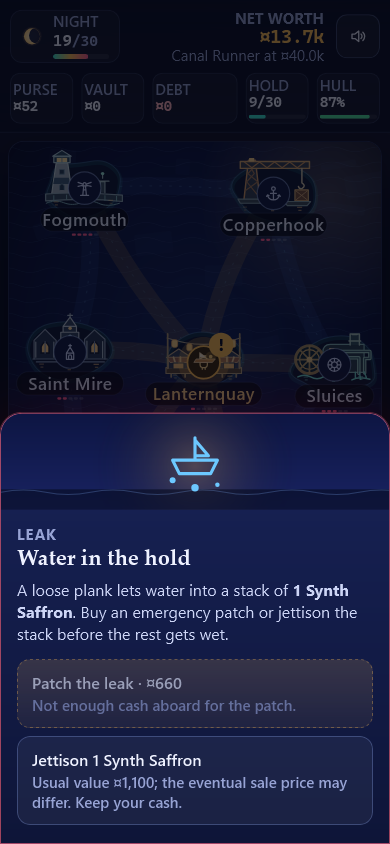 NIGHT
19/30
NET WORTH
¤13.7k
Canal Runner at ¤40.0k
PURSE
¤52
VAULT
¤0
DEBT
¤0
HOLD
9/30
HULL
87%
Fogmouth
Copperhook
Saint Mire
Lanternquay
Sluices
LEAK
Water in the hold
A loose plank lets water into a stack of 1 Synth
Saffron. Buy an emergency patch or jettison the
stack before the rest gets wet.
Patch the leak · ¤660
Not enough cash aboard for the patch.
Jettison 1 Synth Saffron
Usual value ¤1,100; the eventual sale price may
differ. Keep your cash.